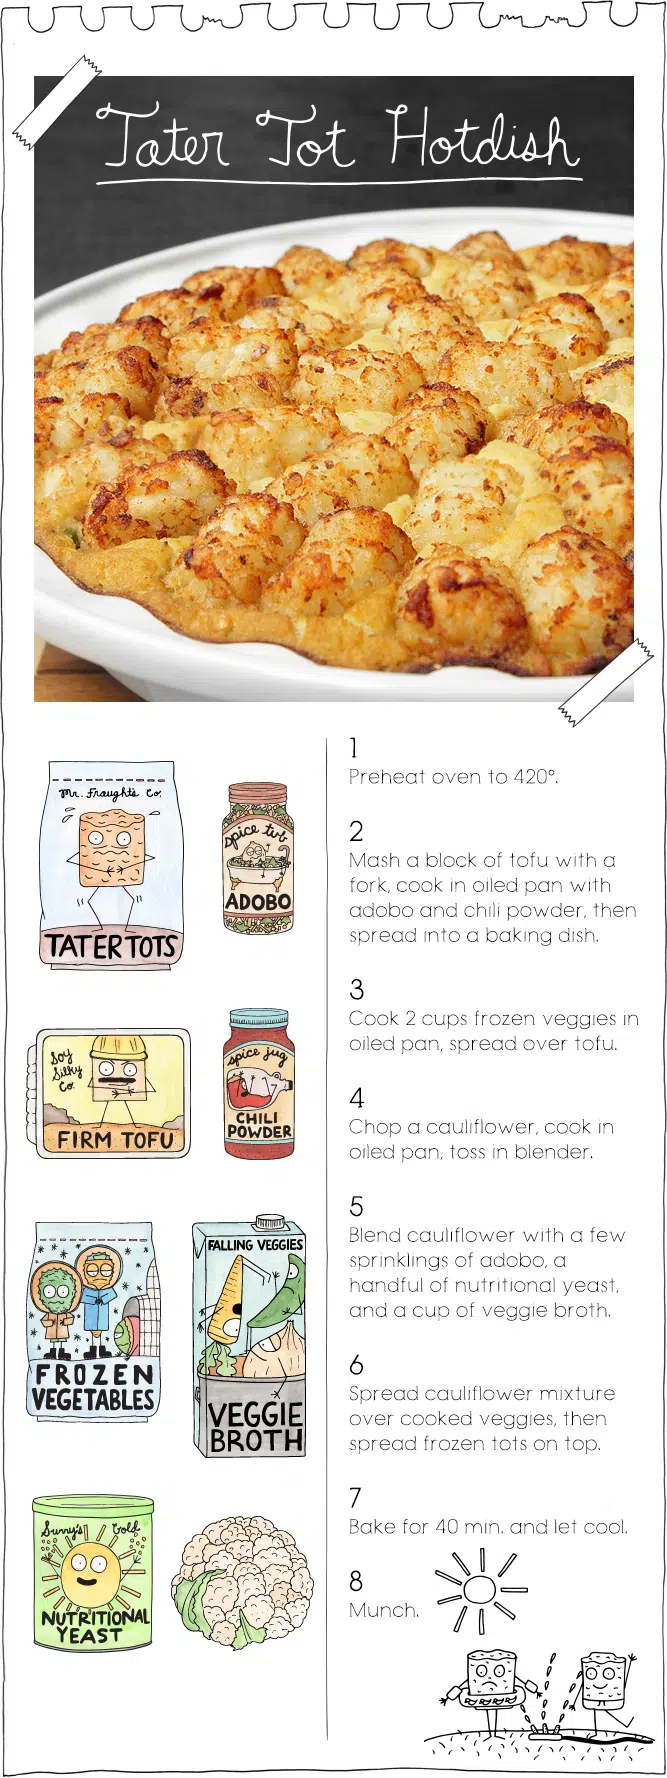 Tater Tot Hotdish
Mr. Fraught's Co.
TATER TOTS
spice tub
ADOBO
Soy
Silky
Co.
FIRM TOFU
spice jug
CHILI
POWDER
FROZEN
VEGETABLES
FALLING VEGGIES
VEGGIE
BROTH
Sunny's Gold
NUTRITIONAL
YEAST
1
Preheat oven to 420°.
2
Mash a block of tofu with a
fork, cook in oiled pan with
adobo and chili powder, then
spread into a baking dish.
3
Cook 2 cups frozen veggies in
oiled pan, spread over tofu.
4
Chop a cauliflower, cook in
oiled pan, toss in blender.
5
Blend cauliflower with a few
sprinklings of adobo, a
handful of nutritional yeast,
and a cup of veggie broth.
6
Spread cauliflower mixture
over cooked veggies, then
spread frozen tots on top.
7
Bake for 40 min. and let cool.
8
Munch.